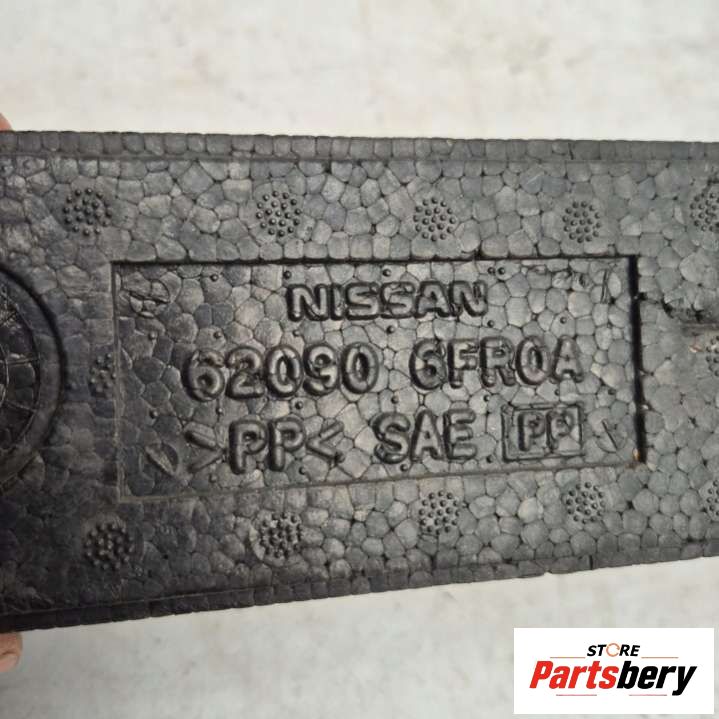 NISSAN
62090 6FR0A
>PP< SAE PP
STORE
Partsbery